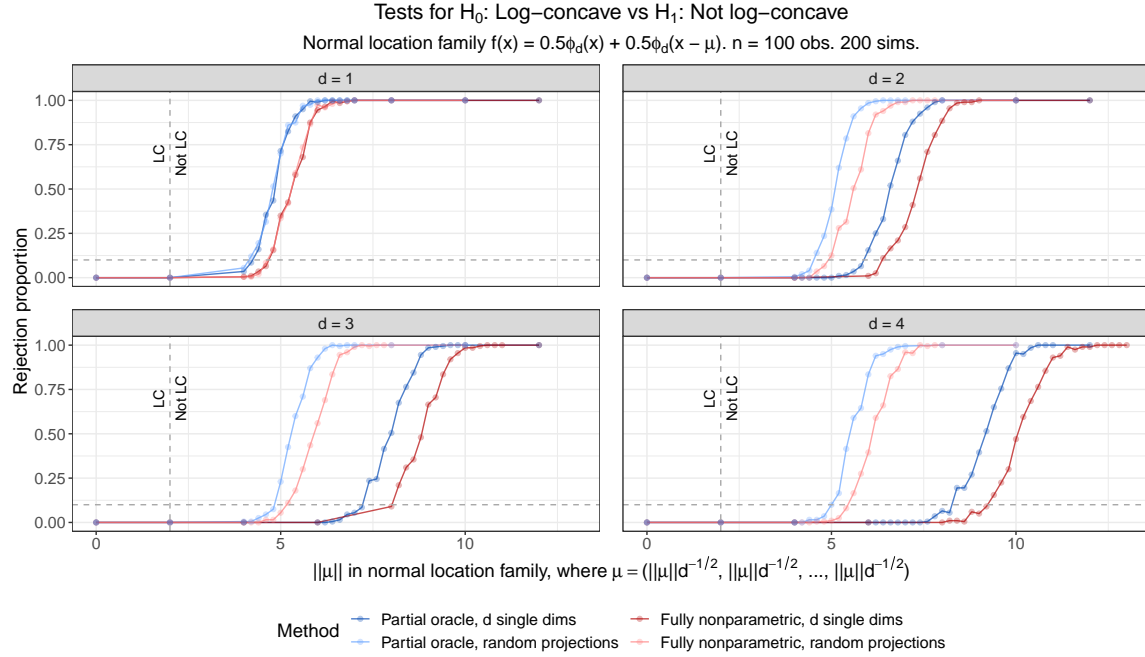 Tests for H₀: Log−concave vs H₁: Not log−concave
Normal location family f(x) = 0.5ϕ_d(x) + 0.5ϕ_d(x − μ). n = 100 obs. 200 sims.
d = 1
d = 2
1.00
0.75
0.50
0.25
0.00
LC
Not LC
LC
Not LC
d = 3
d = 4
1.00
0.75
0.50
0.25
0.00
LC
Not LC
LC
Not LC
0
5
10
0
5
10
Rejection proportion
||μ|| in normal location family, where μ = (||μ||d^−1/2, ||μ||d^−1/2, ..., ||μ||d^−1/2)
Method
Partial oracle, d single dims
Fully nonparametric, d single dims
Partial oracle, random projections
Fully nonparametric, random projections